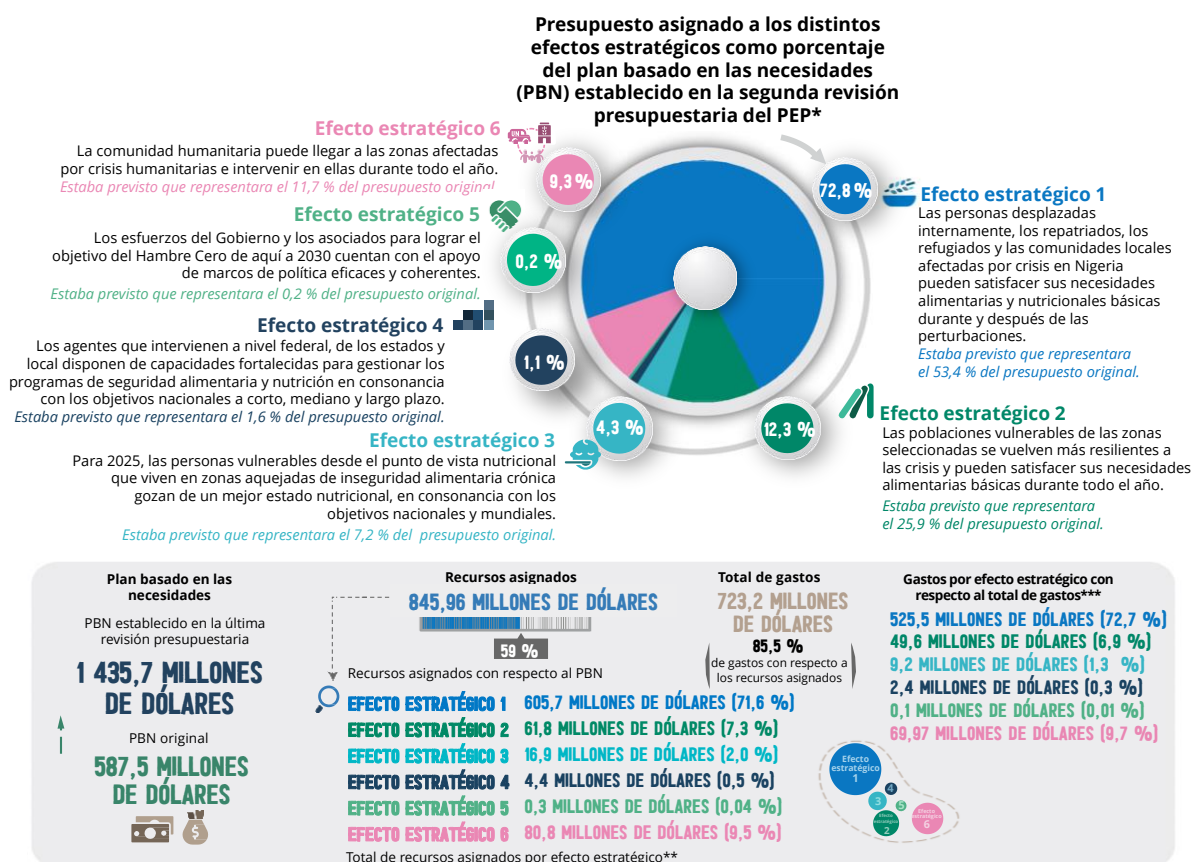 Presupuesto asignado a los distintos
efectos estratégicos como porcentaje
del plan basado en las necesidades
(PBN) establecido en la segunda revisión
presupuestaria del PEP*
Efecto estratégico 6
La comunidad humanitaria puede llegar a las zonas afectadas
por crisis humanitarias e intervenir en ellas durante todo el año.
Estaba previsto que representara el 11,7 % del presupuesto original.
9,3 %
72,8 %
Efecto estratégico 1
Las personas desplazadas
internamente, los repatriados, los
refugiados y las comunidades locales
afectadas por crisis en Nigeria
pueden satisfacer sus necesidades
alimentarias y nutricionales básicas
durante y después de las
perturbaciones.
Estaba previsto que representara
el 53,4 % del presupuesto original.
Efecto estratégico 5
Los esfuerzos del Gobierno y los asociados para lograr el
objetivo del Hambre Cero de aquí a 2030 cuentan con el apoyo
de marcos de política eficaces y coherentes.
Estaba previsto que representara el 0,2 % del presupuesto original.
0,2 %
Efecto estratégico 4
Los agentes que intervienen a nivel federal, de los estados y
local disponen de capacidades fortalecidas para gestionar los
programas de seguridad alimentaria y nutrición en consonancia
con los objetivos nacionales a corto, mediano y largo plazo.
Estaba previsto que representara el 1,6 % del presupuesto original.
1,1 %
Efecto estratégico 3
Para 2025, las personas vulnerables desde el punto de vista nutricional
que viven en zonas aquejadas de inseguridad alimentaria crónica
gozan de un mejor estado nutricional, en consonancia con los
objetivos nacionales y mundiales.
Estaba previsto que representara el 7,2 % del presupuesto original.
4,3 %
12,3 %
Efecto estratégico 2
Las poblaciones vulnerables de las zonas
seleccionadas se vuelven más resilientes a
las crisis y pueden satisfacer sus necesidades
alimentarias básicas durante todo el año.
Estaba previsto que representara
el 25,9 % del presupuesto original.
Plan basado en las
necesidades
PBN establecido en la última
revisión presupuestaria
1 435,7 MILLONES
DE DÓLARES
PBN original
587,5 MILLONES
DE DÓLARES
Recursos asignados
845,96 MILLONES DE DÓLARES
59 %
Recursos asignados con respecto al PBN
EFECTO ESTRATÉGICO 1 605,7 MILLONES DE DÓLARES (71,6 %)
EFECTO ESTRATÉGICO 2 61,8 MILLONES DE DÓLARES (7,3 %)
EFECTO ESTRATÉGICO 3 16,9 MILLONES DE DÓLARES (2,0 %)
EFECTO ESTRATÉGICO 4 4,4 MILLONES DE DÓLARES (0,5 %)
EFECTO ESTRATÉGICO 5 0,3 MILLONES DE DÓLARES (0,04 %)
EFECTO ESTRATÉGICO 6 80,8 MILLONES DE DÓLARES (9,5 %)
Total de recursos asignados por efecto estratégico**
Total de gastos
723,2 MILLONES
DE DÓLARES
85,5 %
de gastos con respecto a
los recursos asignados
Gastos por efecto estratégico con
respecto al total de gastos***
525,5 MILLONES DE DÓLARES (72,7 %)
49,6 MILLONES DE DÓLARES (6,9 %)
9,2 MILLONES DE DÓLARES (1,3 %)
2,4 MILLONES DE DÓLARES (0,3 %)
0,1 MILLONES DE DÓLARES (0,01 %)
69,97 MILLONES DE DÓLARES (9,7 %)
Efecto
estratégico
1
4
3
5
Efecto
estratégico
2
Efecto
estratégico
6